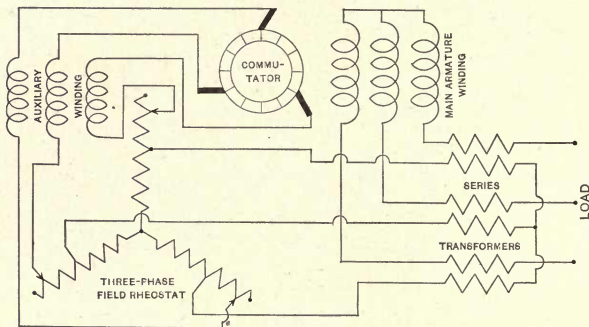 COMMU-
TATOR
AUXILIARY
WINDING
MAIN ARMATURE
WINDING
SERIES
TRANSFORMERS
LOAD
THREE-PHASE
FIELD RHEOSTAT